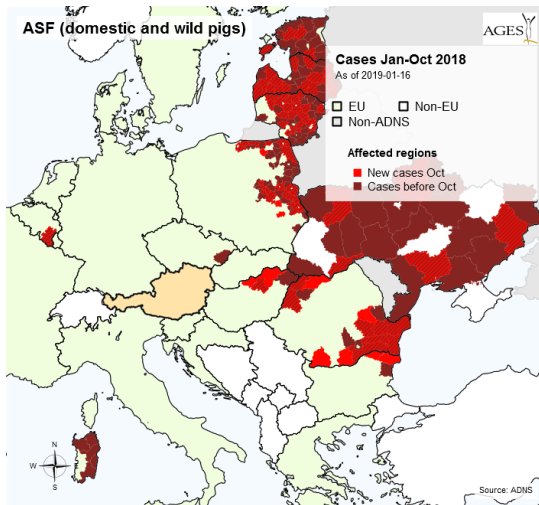 ASF (domestic and wild pigs)
AGES
Cases Jan-Oct 2018
As of 2019-01-16
EU Non-EU
Non-ADNS
Affected regions
New cases Oct
Cases before Oct
N
W E
S
Source: ADNS